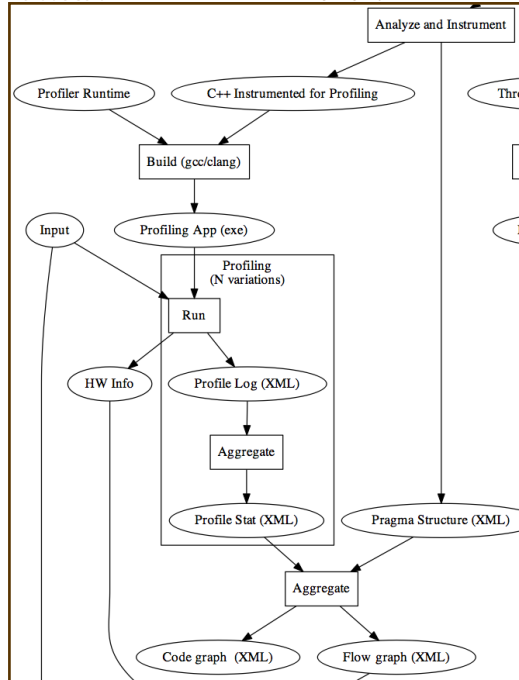 Analyze and Instrument
Profiler Runtime
C++ Instrumented for Profiling
Build (gcc/clang)
Input
Profiling App (exe)
Profiling
(N variations)
Run
HW Info
Profile Log (XML)
Aggregate
Profile Stat (XML)
Pragma Structure (XML)
Aggregate
Code graph (XML)
Flow graph (XML)